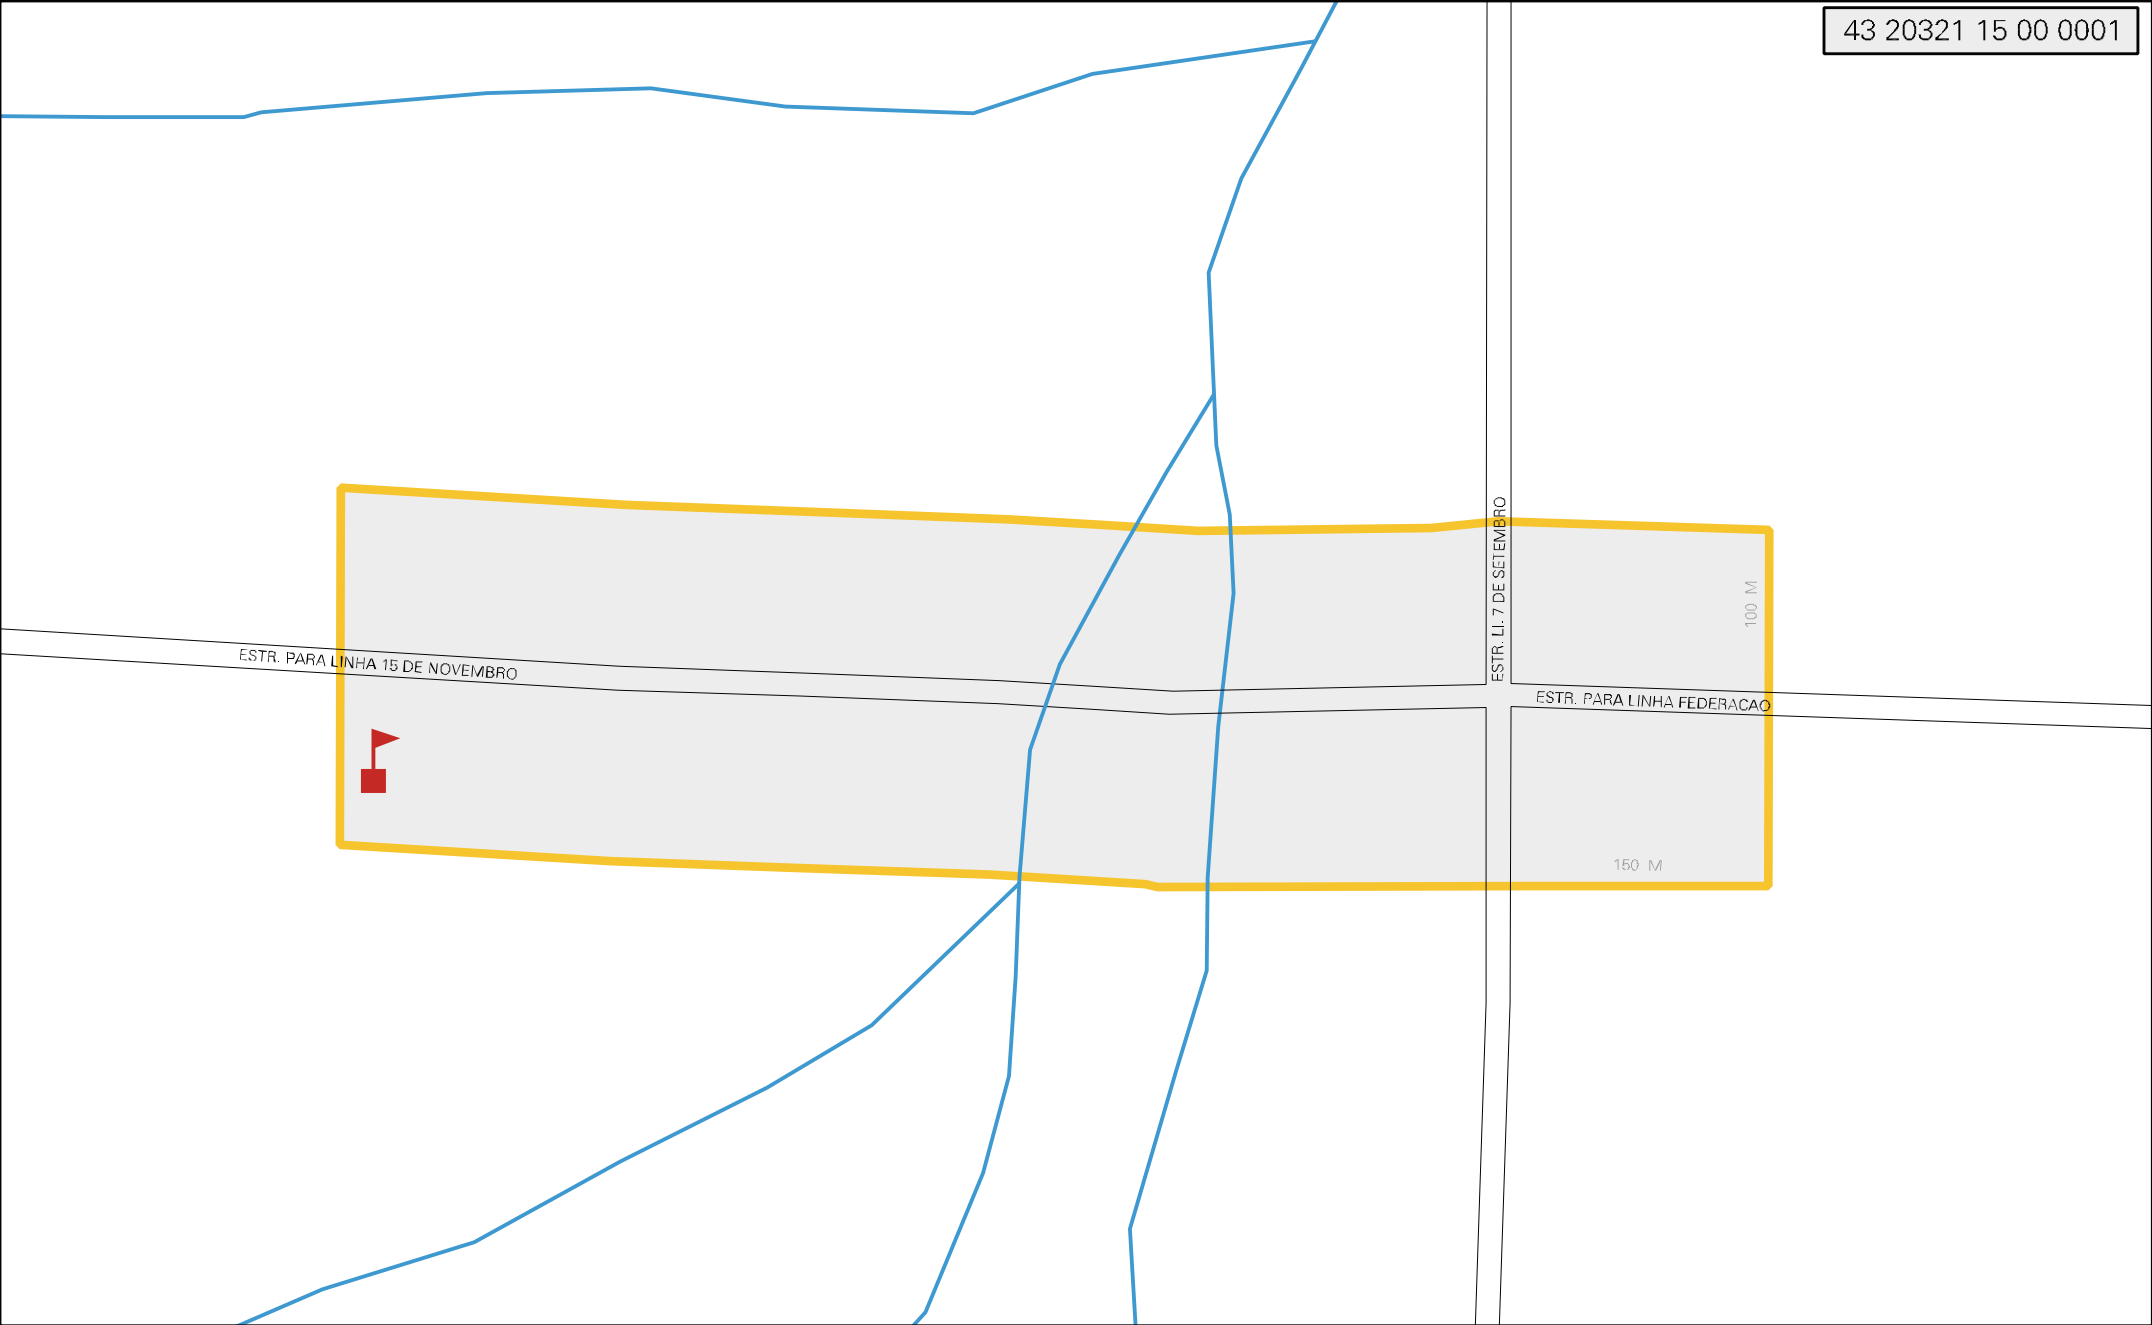 43 20321 15 00 0001
ESTR. LI. 7 DE SETEMBRO
100 M
ESTR. PARA LINHA 15 DE NOVEMBRO
ESTR. PARA LINHA FEDERACAO
150 M